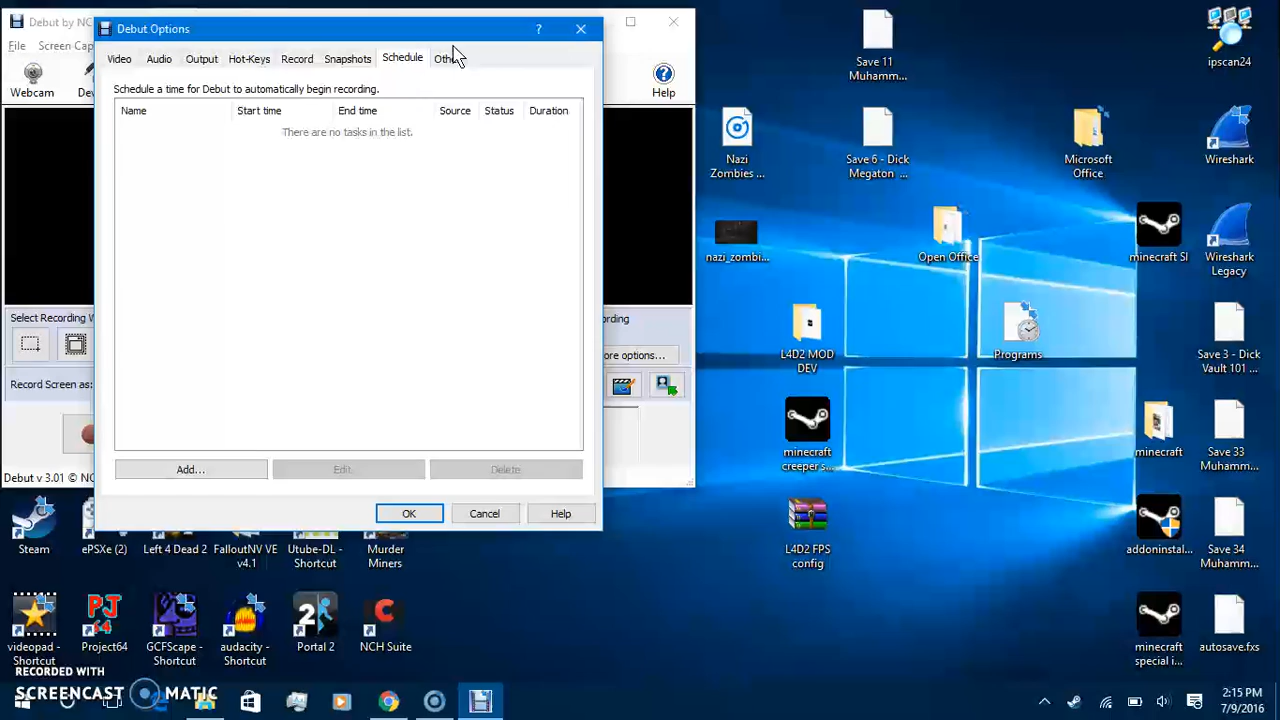 Debut by NCH
File Screen Cap
Webcam
Dev
Help
Debut Options
?
Video Audio Output Hot-Keys Record Snapshots Schedule Oth
Schedule a time for Debut to automatically begin recording.
Name Start time End time Source Status Duration
There are no tasks in the list.
Add... Edit Delete
OK Cancel Help
Select Recording W
ording
ore options...
Record Screen as:
Debut v 3.01 © NC
Save 11
Muhamm...
ipscan24
Nazi
Zombies ...
Save 6 - Dick
Megaton ...
Microsoft
Office
Wireshark
nazi_zombi...
Open Office
minecraft SI
Wireshark
Legacy
L4D2 MOD
DEV
Programs
Save 3 - Dick
Vault 101 ...
minecraft
creeper s...
minecraft
Save 33
Muhamm...
L4D2 FPS
config
addoninstal...
Save 34
Muhamm...
Steam
ePSXe (2)
Left 4 Dead 2
FalloutNV VE
v4.1
Utube-DL -
Shortcut
Murder
Miners
PJ
64
2
videopad -
Shortcut
Project64
GCFScape -
Shortcut
audacity -
Shortcut
Portal 2
NCH Suite
minecraft
special i...
autosave.fxs
RECORDED WITH
SCREENCAST MATIC
2:15 PM
7/9/2016